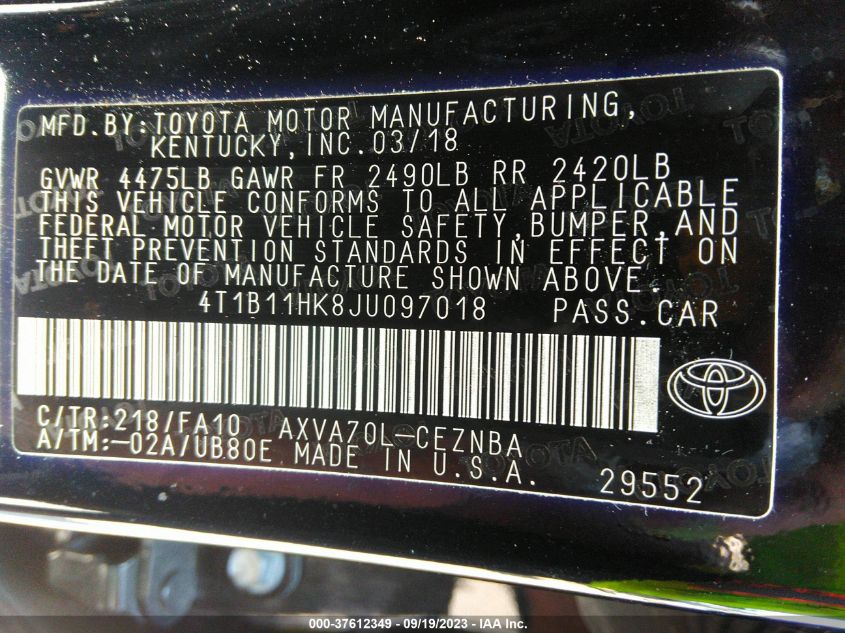 MFD.BY:TOYOTA MOTOR MANUFACTURING,
KENTUCKY,INC.03/18
GVWR 4475LB GAWR FR 2490LB RR 2420LB
THIS VEHICLE CONFORMS TO ALL APPLICABLE
FEDERAL MOTOR VEHICLE SAFETY,BUMPER,AND
THEFT PREVENTION STANDARDS IN EFFECT ON
THE DATE OF MANUFACTURE SHOWN ABOVE.
4T1B11HK8JU097018 PASS.CAR
C/TR:218/FA10 AXVA70L-CEZNBA
A/TM:-02A/UB80E MADE IN U.S.A. 29552
000-37612349 - 09/19/2023 - IAA Inc.